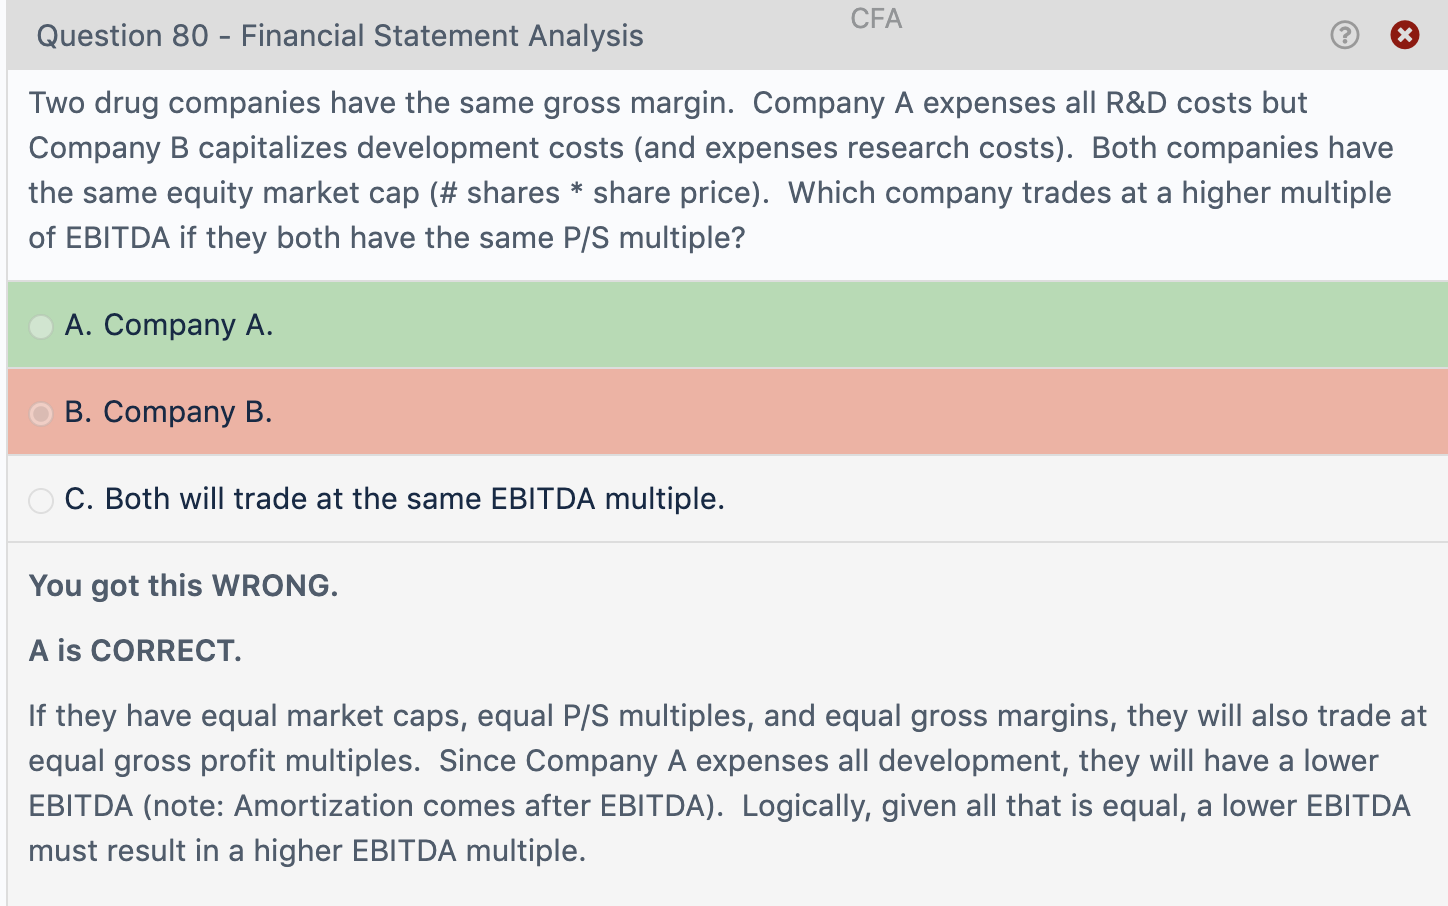 CFA
Question 80 - Financial Statement Analysis
Two drug companies have the same gross margin.  Company A expenses all R&D costs but
Company B capitalizes development costs (and expenses research costs).  Both companies have
the same equity market cap (# shares * share price).  Which company trades at a higher multiple
of EBITDA if they both have the same P/S multiple?
A. Company A.
B. Company B.
C. Both will trade at the same EBITDA multiple.
You got this WRONG.
A is CORRECT.
If they have equal market caps, equal P/S multiples, and equal gross margins, they will also trade at
equal gross profit multiples.  Since Company A expenses all development, they will have a lower
EBITDA (note: Amortization comes after EBITDA).  Logically, given all that is equal, a lower EBITDA
must result in a higher EBITDA multiple.